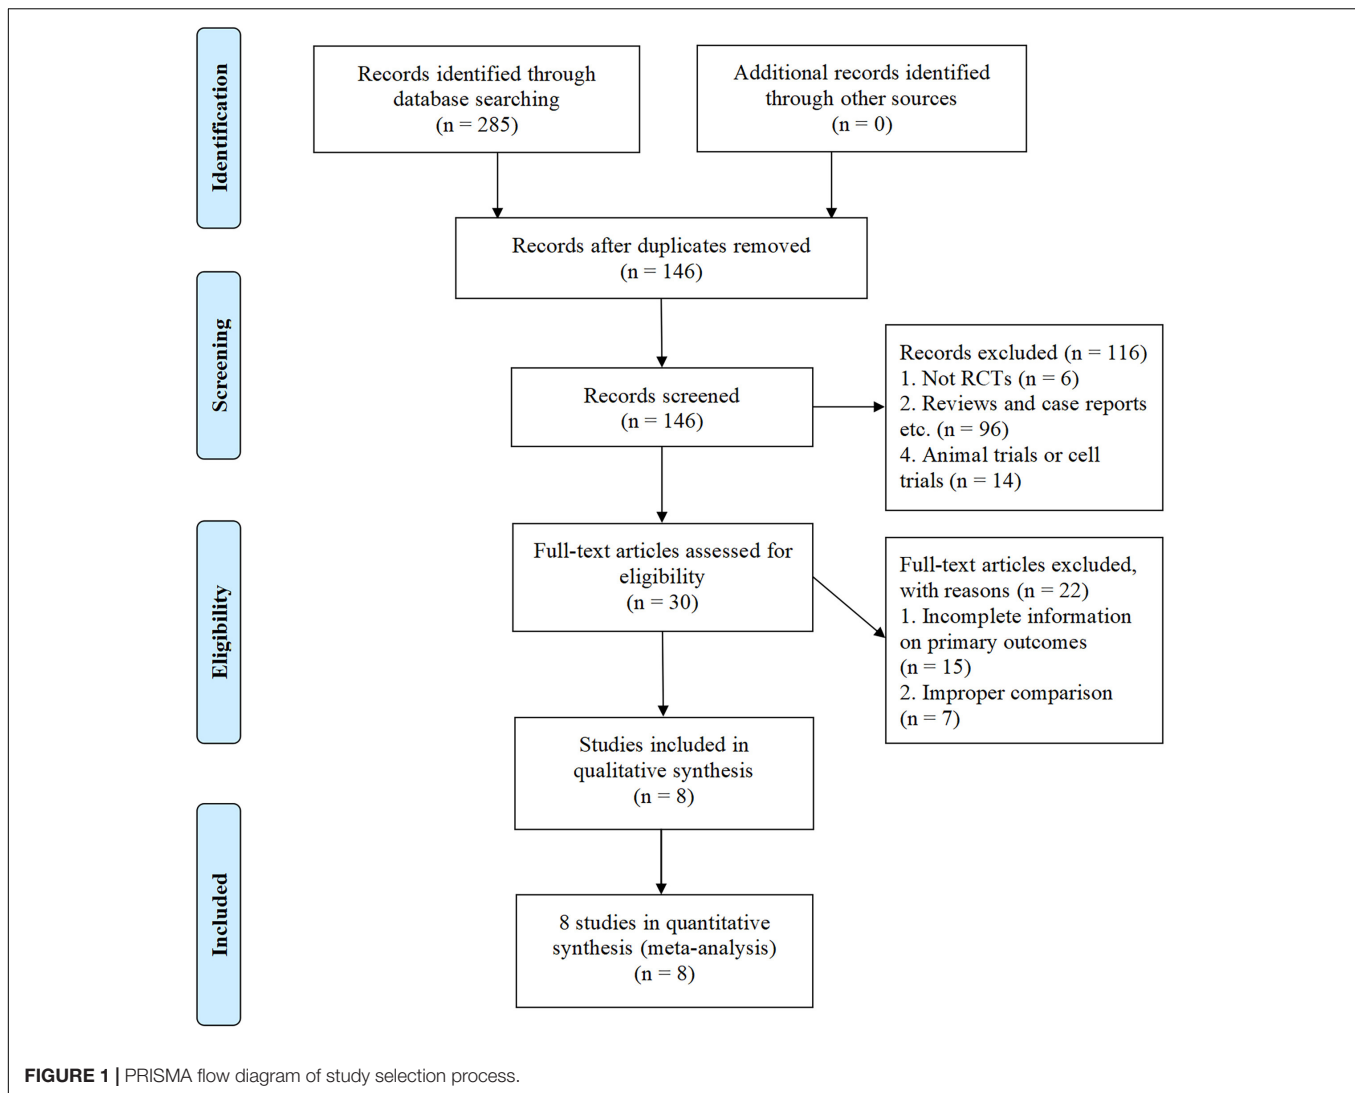 Identification
Records identified through
database searching
(n = 285)
Additional records identified
through other sources
(n = 0)
Records after duplicates removed
(n = 146)
Screening
Records screened
(n = 146)
Records excluded (n = 116)
1. Not RCTs (n = 6)
2. Reviews and case reports
etc. (n = 96)
4. Animal trials or cell
trials (n = 14)
Eligibility
Full-text articles assessed for
eligibility
(n = 30)
Full-text articles excluded,
with reasons (n = 22)
1. Incomplete information
on primary outcomes
(n = 15)
2. Improper comparison
(n = 7)
Studies included in
qualitative synthesis
(n = 8)
Included
8 studies in quantitative
synthesis (meta-analysis)
(n = 8)
FIGURE 1 | PRISMA flow diagram of study selection process.